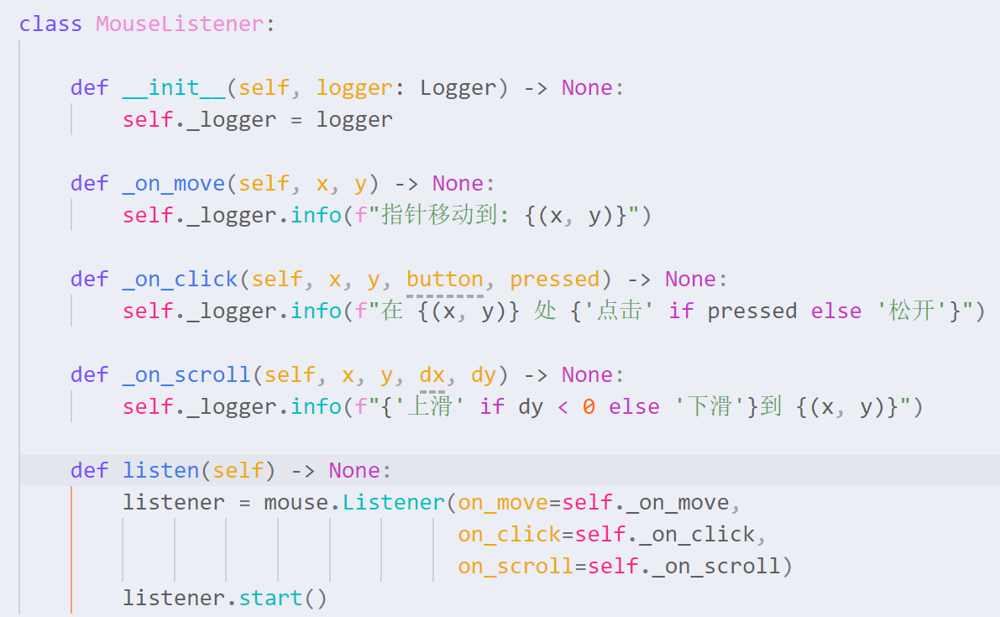 class MouseListener:
def __init__(self, logger: Logger) -> None:
self._logger = logger
def _on_move(self, x, y) -> None:
self._logger.info(f"指针移动到: {(x, y)}")
def _on_click(self, x, y, button, pressed) -> None:
self._logger.info(f"在 {(x, y)} 处 {'点击' if pressed else '松开'}")
def _on_scroll(self, x, y, dx, dy) -> None:
self._logger.info(f"{'上滑' if dy < 0 else '下滑'}到 {(x, y)}")
def listen(self) -> None:
listener = mouse.Listener(on_move=self._on_move,
on_click=self._on_click,
on_scroll=self._on_scroll)
listener.start()